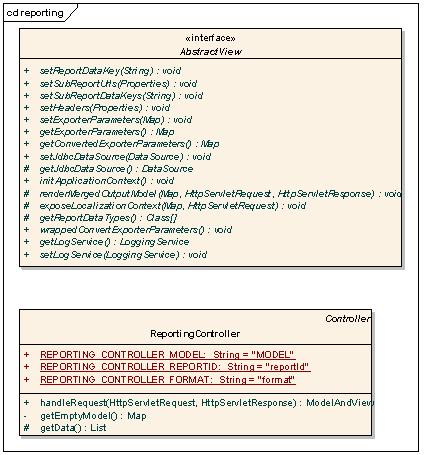 cd reporting
«interface»
AbstractView
+ setReportDataKey(String) : void
+ setSubReportUrls(Properties) : void
+ setSubReportDataKeys(String) : void
+ setHeaders(Properties) : void
+ setExporterParameters(Map) : void
+ getExporterParameters() : Map
+ getConvertedExporterParameters() : Map
+ setJdbcDataSource(DataSource) : void
# getJdbcDataSource() : DataSource
+ initApplicationContext() : void
# renderMergedOutputModel(Map, HttpServletRequest, HttpServletResponse) : void
# exposeLocalizationContext(Map, HttpServletRequest) : void
# getReportDataTypes() : Class[]
+ wrappedConvertExporterParameters() : void
+ getLogService() : LoggingService
+ setLogService(LoggingService) : void
Controller
ReportingController
+ REPORTING_CONTROLLER_MODEL: String = "MODEL"
+ REPORTING_CONTROLLER_REPORTID: String = "reportId"
+ REPORTING_CONTROLLER_FORMAT: String = "format"
+ handleRequest(HttpServletRequest, HttpServletResponse) : ModelAndView
- getEmptyModel() : Map
# getData() : List